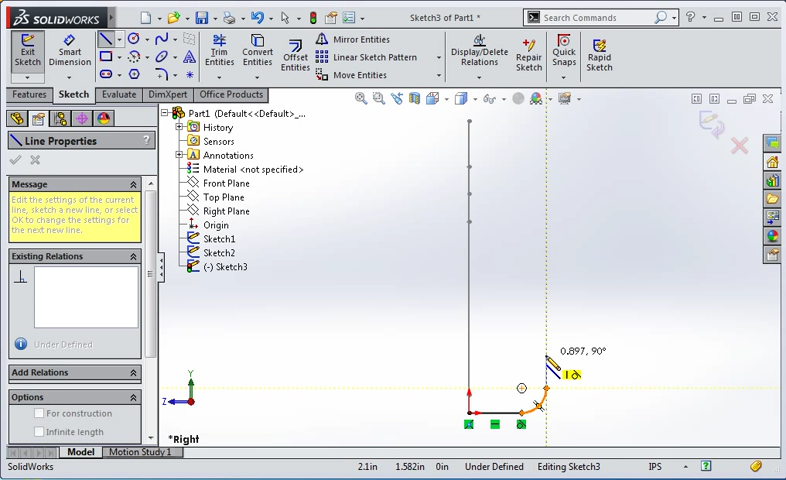 SOLIDWORKS
Sketch3 of Part1 *
Search Commands
Exit Sketch
Smart Dimension
Trim Entities
Convert Entities
Offset Entities
Mirror Entities
Linear Sketch Pattern
Move Entities
Display/Delete Relations
Repair Sketch
Quick Snaps
Rapid Sketch
Features
Sketch
Evaluate
DimXpert
Office Products
Line Properties
?
Message
Edit the settings of the current
line, sketch a new line, or select
OK to change the settings for
the next new line.
Existing Relations
Under Defined
Add Relations
Options
For construction
Infinite length
Part1 (Default<<Default>_...
History
Sensors
Annotations
Material <not specified>
Front Plane
Top Plane
Right Plane
Origin
Sketch1
Sketch2
(-) Sketch3
0.897, 90°
Y
Z
*Right
Model
Motion Study 1
SolidWorks
2.1in
1.582in
0in
Under Defined
Editing Sketch3
IPS